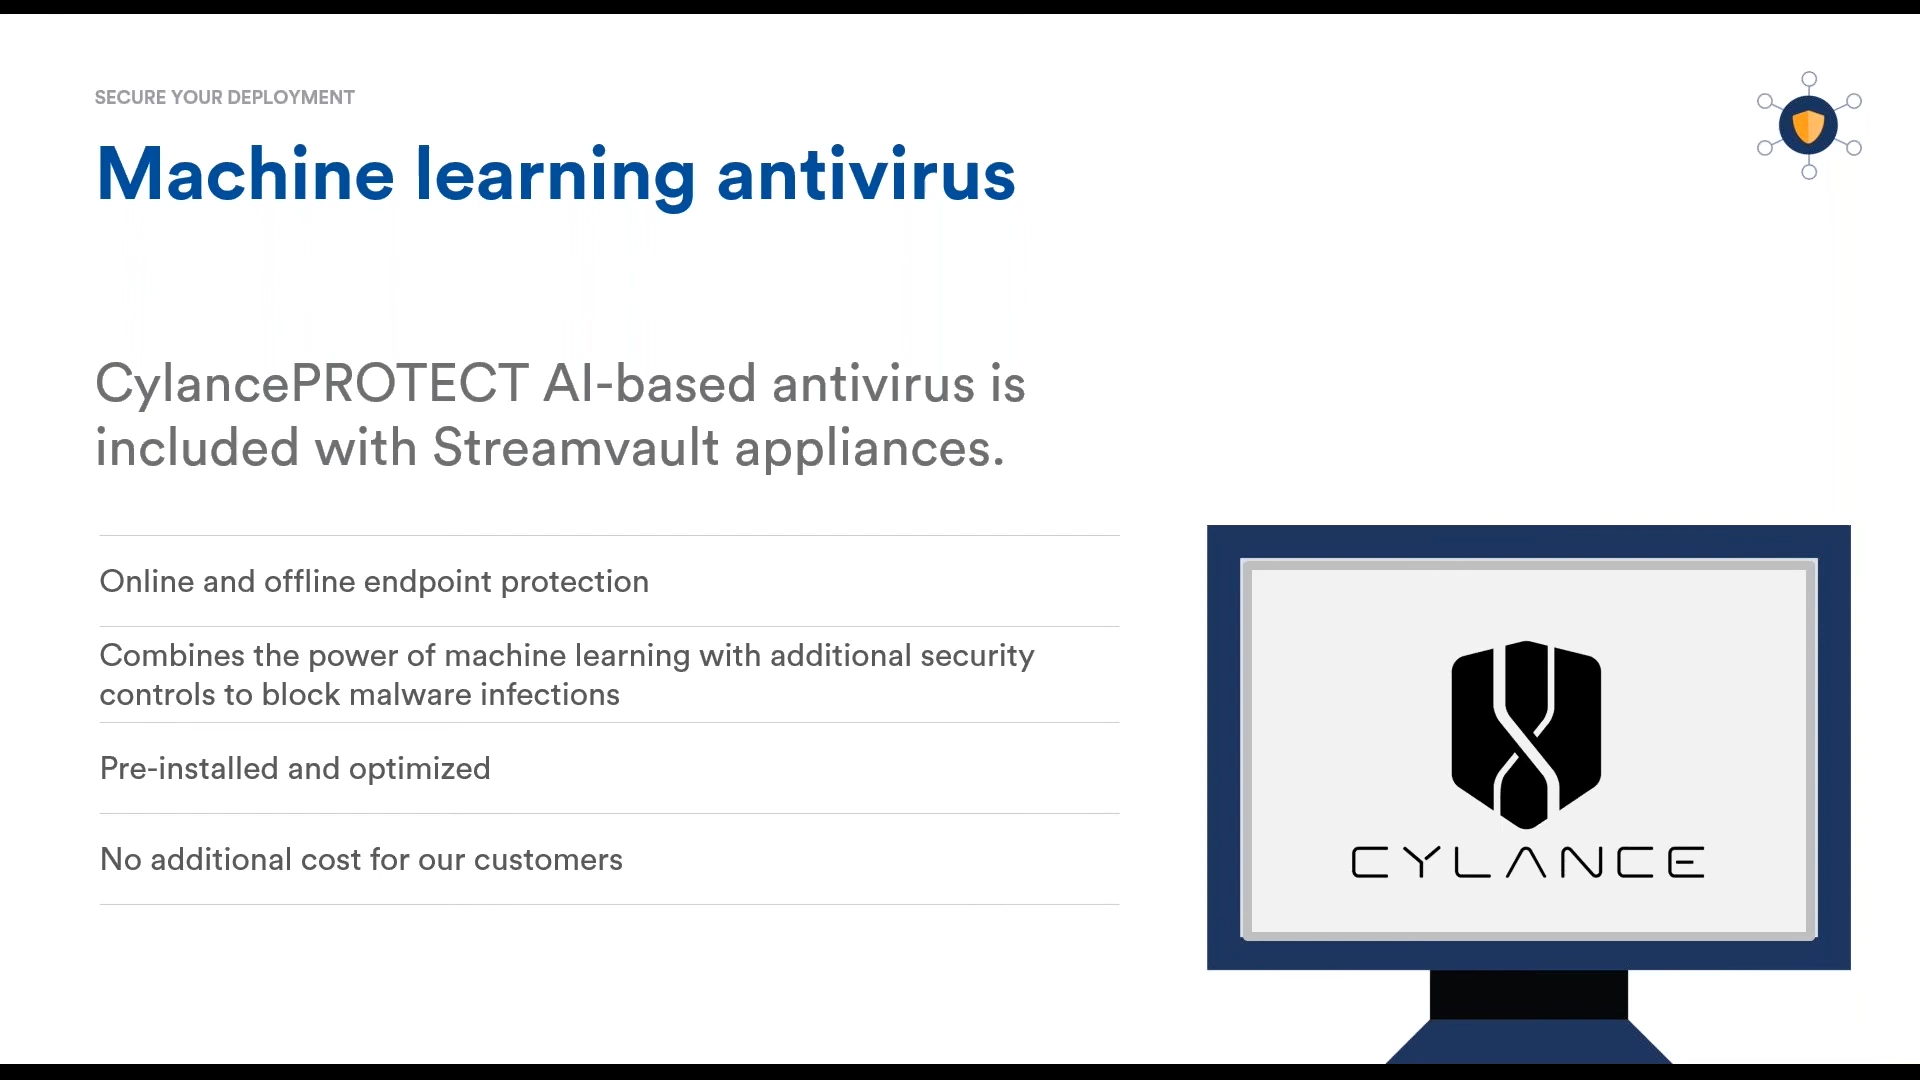 SECURE YOUR DEPLOYMENT
Machine learning antivirus
CylancePROTECT AI-based antivirus is
included with Streamvault appliances.
Online and offline endpoint protection
Combines the power of machine learning with additional security
controls to block malware infections
Pre-installed and optimized
No additional cost for our customers
CYLANCE